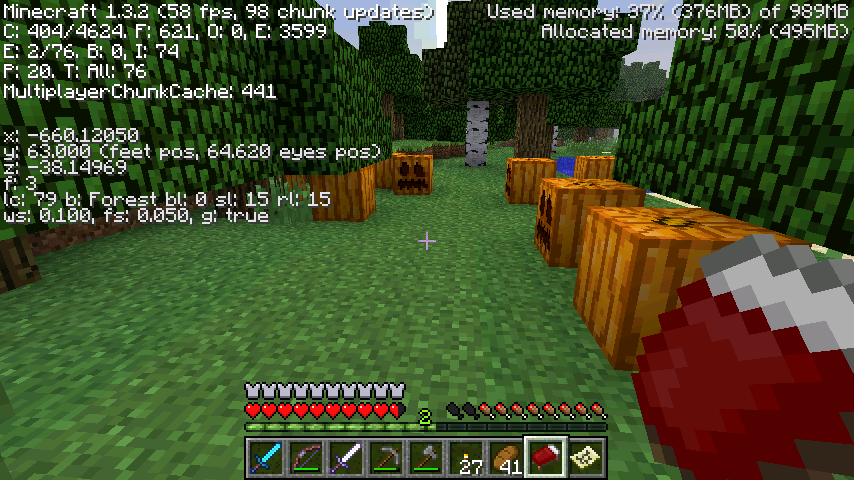 Minecraft 1.3.2 (58 fps, 98 chunk updates)
Used memory: 37% (376MB) of 989MB
C: 404/4624. F: 621, O: 0, E: 3599
Allocated memory: 50% (495MB)
E: 2/76. B: 0, I: 74
P: 20. T: All: 76
MultiplayerChunkCache: 441
x: -660.12050
y: 63.000 (feet pos, 64.620 eyes pos)
z: -38.14969
f: 3
lc: 79 b: Forest bl: 0 sl: 15 rl: 15
ws: 0.100, fs: 0.050, g: true
2
27
41